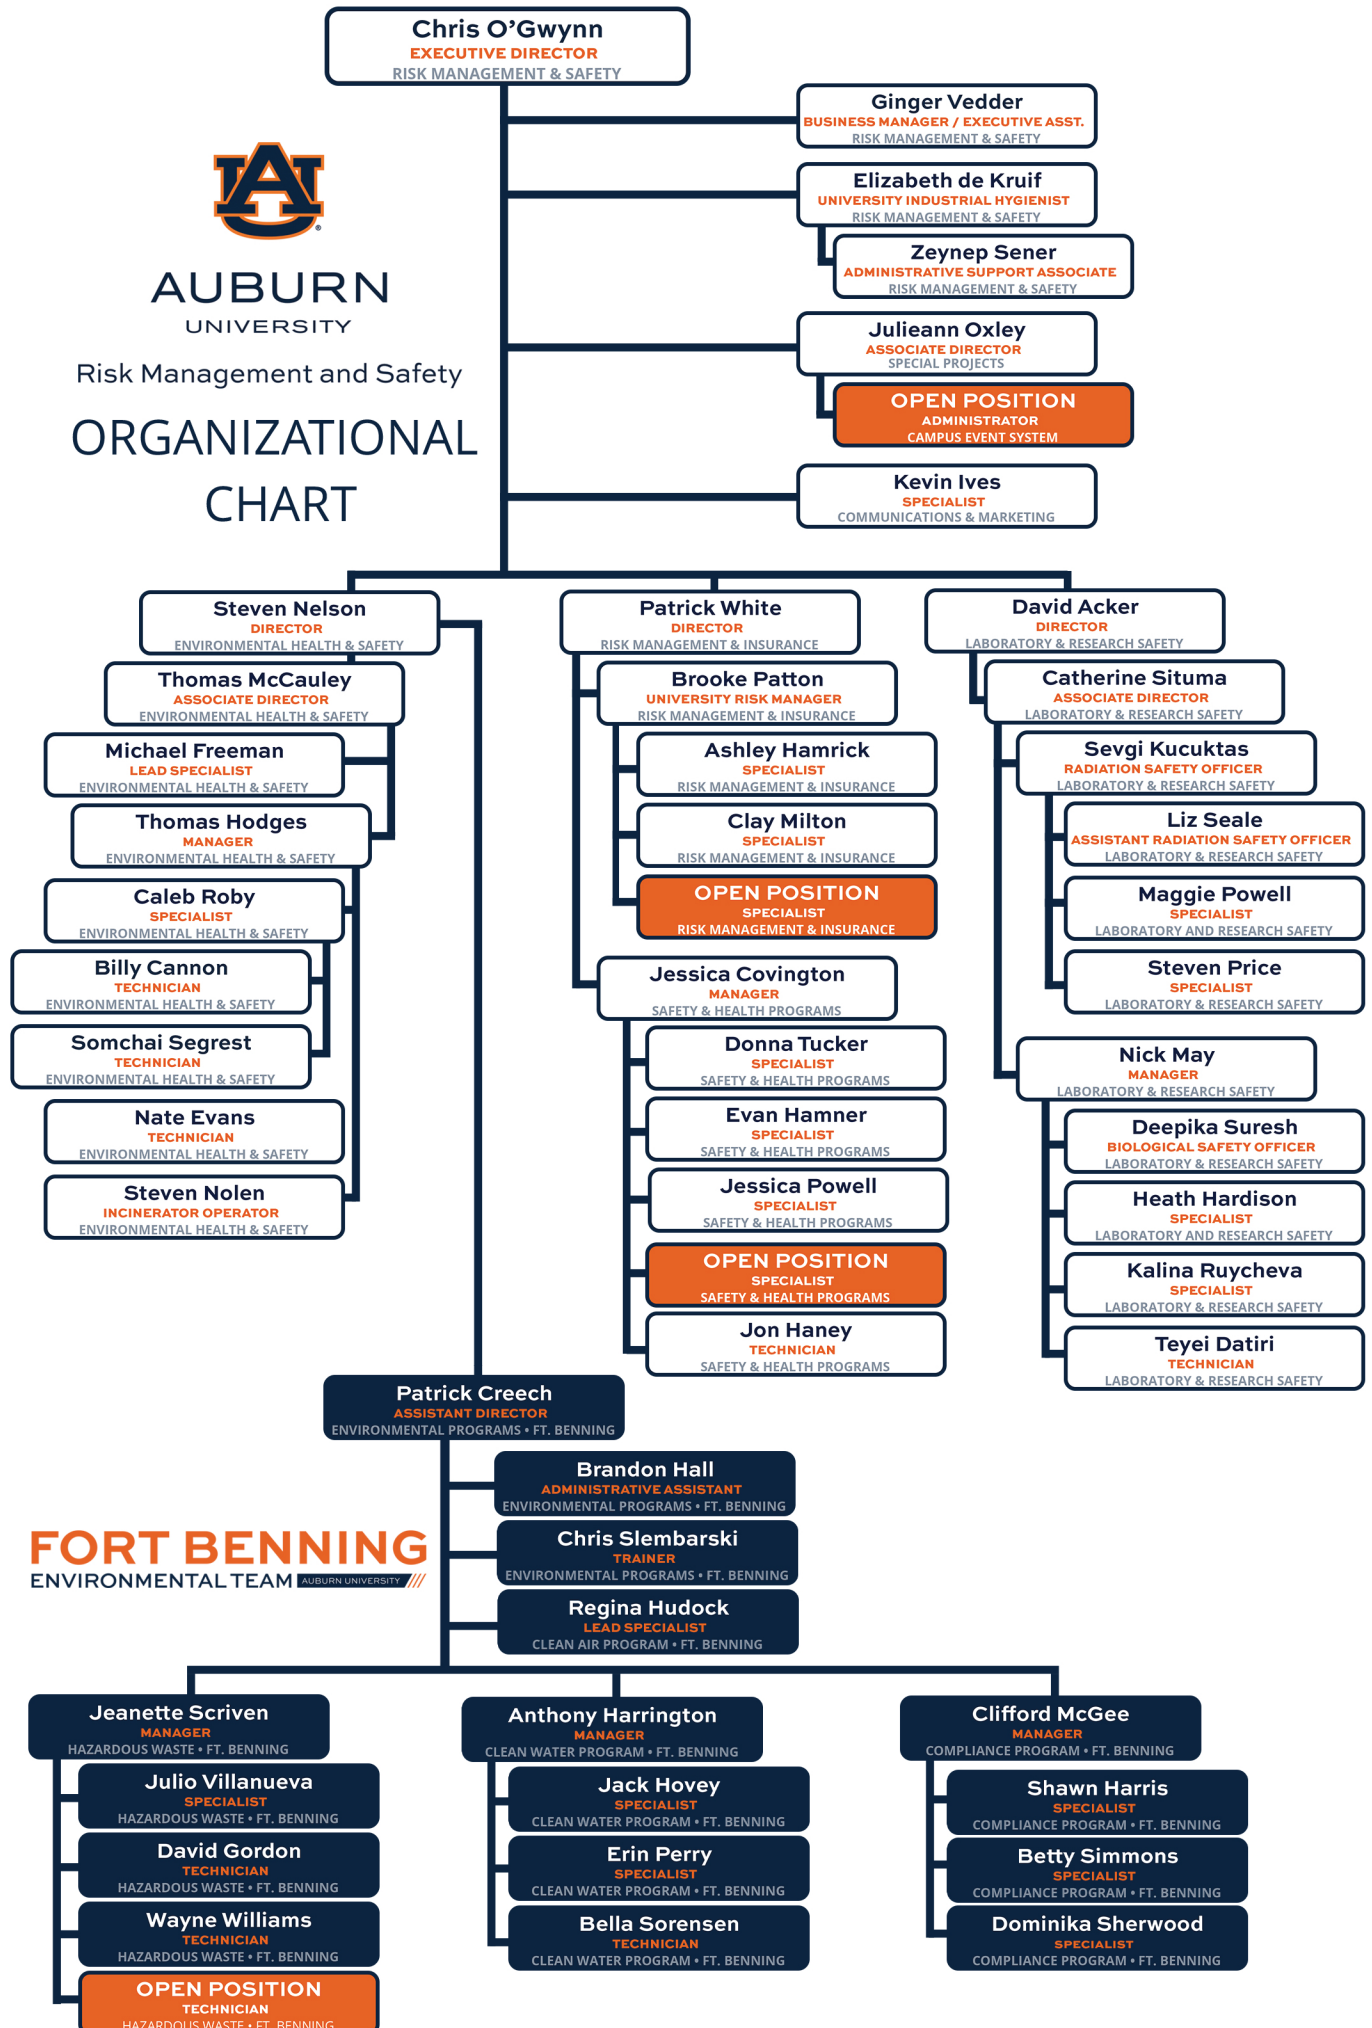 Chris O'Gwynn
EXECUTIVE DIRECTOR
RISK MANAGEMENT & SAFETY
Ginger Vedder
BUSINESS MANAGER / EXECUTIVE ASST.
RISK MANAGEMENT & SAFETY
Elizabeth de Kruif
UNIVERSITY INDUSTRIAL HYGIENIST
RISK MANAGEMENT & SAFETY
Zeynep Sener
ADMINISTRATIVE SUPPORT ASSOCIATE
RISK MANAGEMENT & SAFETY
Julieann Oxley
ASSOCIATE DIRECTOR
SPECIAL PROJECTS
OPEN POSITION
ADMINISTRATOR
CAMPUS EVENT SYSTEM
Kevin Ives
SPECIALIST
COMMUNICATIONS & MARKETING
AU
®
AUBURN
UNIVERSITY
Risk Management and Safety
ORGANIZATIONAL
CHART
Steven Nelson
DIRECTOR
ENVIRONMENTAL HEALTH & SAFETY
Thomas McCauley
ASSOCIATE DIRECTOR
ENVIRONMENTAL HEALTH & SAFETY
Michael Freeman
LEAD SPECIALIST
ENVIRONMENTAL HEALTH & SAFETY
Thomas Hodges
MANAGER
ENVIRONMENTAL HEALTH & SAFETY
Caleb Roby
SPECIALIST
ENVIRONMENTAL HEALTH & SAFETY
Billy Cannon
TECHNICIAN
ENVIRONMENTAL HEALTH & SAFETY
Somchai Segrest
TECHNICIAN
ENVIRONMENTAL HEALTH & SAFETY
Nate Evans
TECHNICIAN
ENVIRONMENTAL HEALTH & SAFETY
Steven Nolen
INCINERATOR OPERATOR
ENVIRONMENTAL HEALTH & SAFETY
Patrick White
DIRECTOR
RISK MANAGEMENT & INSURANCE
Brooke Patton
UNIVERSITY RISK MANAGER
RISK MANAGEMENT & INSURANCE
Ashley Hamrick
SPECIALIST
RISK MANAGEMENT & INSURANCE
Clay Milton
SPECIALIST
RISK MANAGEMENT & INSURANCE
OPEN POSITION
SPECIALIST
RISK MANAGEMENT & INSURANCE
Jessica Covington
MANAGER
SAFETY & HEALTH PROGRAMS
Donna Tucker
SPECIALIST
SAFETY & HEALTH PROGRAMS
Evan Hamner
SPECIALIST
SAFETY & HEALTH PROGRAMS
Jessica Powell
SPECIALIST
SAFETY & HEALTH PROGRAMS
OPEN POSITION
SPECIALIST
SAFETY & HEALTH PROGRAMS
Jon Haney
TECHNICIAN
SAFETY & HEALTH PROGRAMS
David Acker
DIRECTOR
LABORATORY & RESEARCH SAFETY
Catherine Situma
ASSOCIATE DIRECTOR
LABORATORY & RESEARCH SAFETY
Sevgi Kucuktas
RADIATION SAFETY OFFICER
LABORATORY & RESEARCH SAFETY
Liz Seale
ASSISTANT RADIATION SAFETY OFFICER
LABORATORY & RESEARCH SAFETY
Maggie Powell
SPECIALIST
LABORATORY AND RESEARCH SAFETY
Steven Price
SPECIALIST
LABORATORY & RESEARCH SAFETY
Nick May
MANAGER
LABORATORY & RESEARCH SAFETY
Deepika Suresh
BIOLOGICAL SAFETY OFFICER
LABORATORY & RESEARCH SAFETY
Heath Hardison
SPECIALIST
LABORATORY AND RESEARCH SAFETY
Kalina Ruycheva
SPECIALIST
LABORATORY & RESEARCH SAFETY
Teyei Datiri
TECHNICIAN
LABORATORY & RESEARCH SAFETY
Patrick Creech
ASSISTANT DIRECTOR
ENVIRONMENTAL PROGRAMS • FT. BENNING
Brandon Hall
ADMINISTRATIVE ASSISTANT
ENVIRONMENTAL PROGRAMS • FT. BENNING
Chris Slembarski
TRAINER
ENVIRONMENTAL PROGRAMS • FT. BENNING
Regina Hudock
LEAD SPECIALIST
CLEAN AIR PROGRAM • FT. BENNING
FORT BENNING
ENVIRONMENTAL TEAM AUBURN UNIVERSITY
Jeanette Scriven
MANAGER
HAZARDOUS WASTE • FT. BENNING
Julio Villanueva
SPECIALIST
HAZARDOUS WASTE • FT. BENNING
David Gordon
TECHNICIAN
HAZARDOUS WASTE • FT. BENNING
Wayne Williams
TECHNICIAN
HAZARDOUS WASTE • FT. BENNING
OPEN POSITION
TECHNICIAN
HAZARDOUS WASTE • FT. BENNING
Anthony Harrington
MANAGER
CLEAN WATER PROGRAM • FT. BENNING
Jack Hovey
SPECIALIST
CLEAN WATER PROGRAM • FT. BENNING
Erin Perry
SPECIALIST
CLEAN WATER PROGRAM • FT. BENNING
Bella Sorensen
TECHNICIAN
CLEAN WATER PROGRAM • FT. BENNING
Clifford McGee
MANAGER
COMPLIANCE PROGRAM • FT. BENNING
Shawn Harris
SPECIALIST
COMPLIANCE PROGRAM • FT. BENNING
Betty Simmons
SPECIALIST
COMPLIANCE PROGRAM • FT. BENNING
Dominika Sherwood
SPECIALIST
COMPLIANCE PROGRAM • FT. BENNING